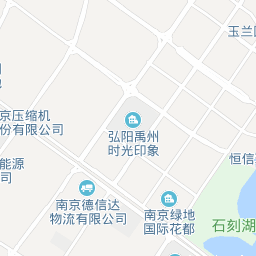 玉兰
京压缩机
份有限公司
弘阳禹州
时光印象
恒信
能源
司
南京德信达
物流有限公司
南京绿地
国际花都
石刻湖